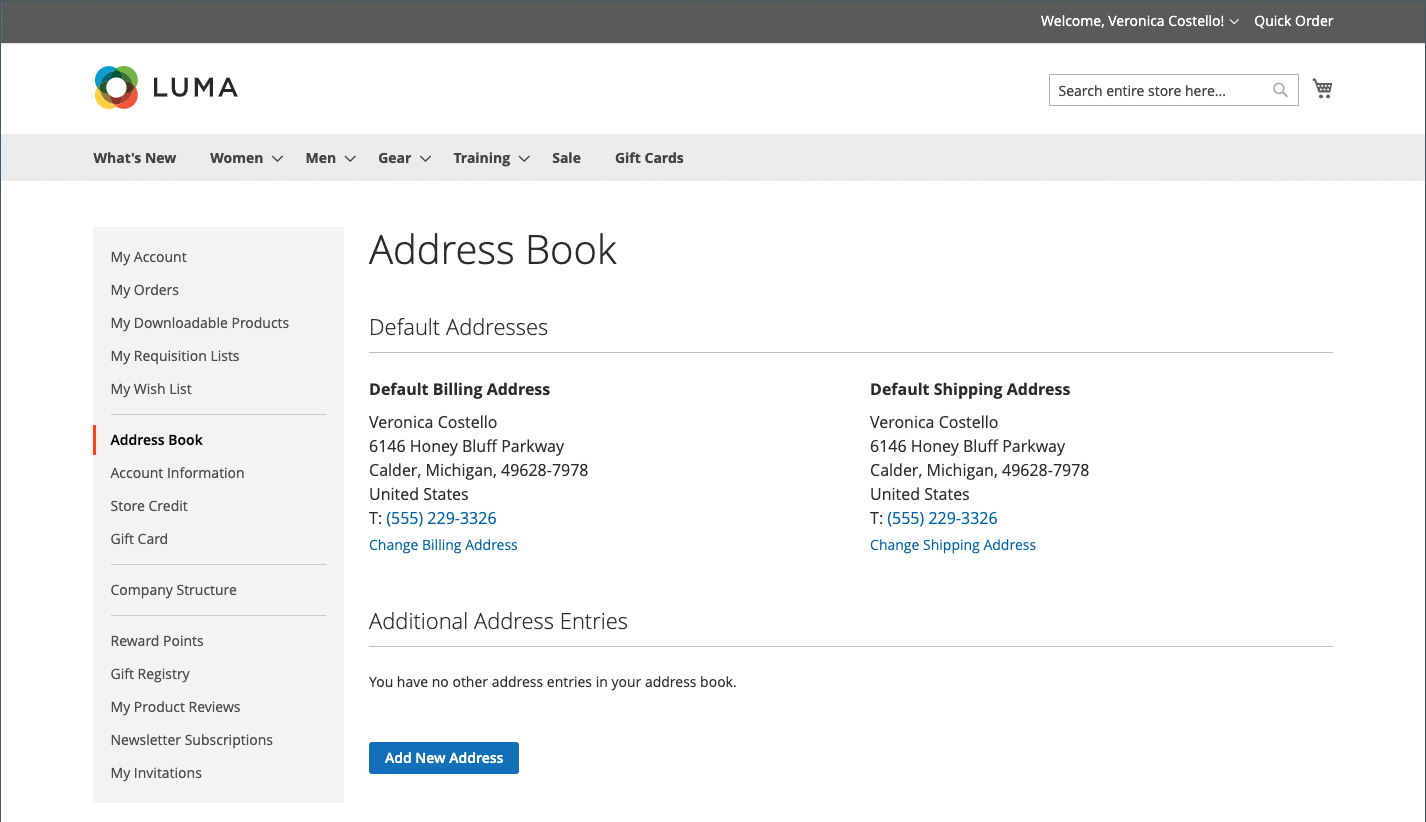 Welcome, Veronica Costello! Quick Order
LUMA
Search entire store here...
What's New Women Men Gear Training Sale Gift Cards
My Account
My Orders
My Downloadable Products
My Requisition Lists
My Wish List
Address Book
Account Information
Store Credit
Gift Card
Company Structure
Reward Points
Gift Registry
My Product Reviews
Newsletter Subscriptions
My Invitations
Address Book
Default Addresses
Default Billing Address
Veronica Costello
6146 Honey Bluff Parkway
Calder, Michigan, 49628-7978
United States
T: (555) 229-3326
Change Billing Address
Default Shipping Address
Veronica Costello
6146 Honey Bluff Parkway
Calder, Michigan, 49628-7978
United States
T: (555) 229-3326
Change Shipping Address
Additional Address Entries
You have no other address entries in your address book.
Add New Address